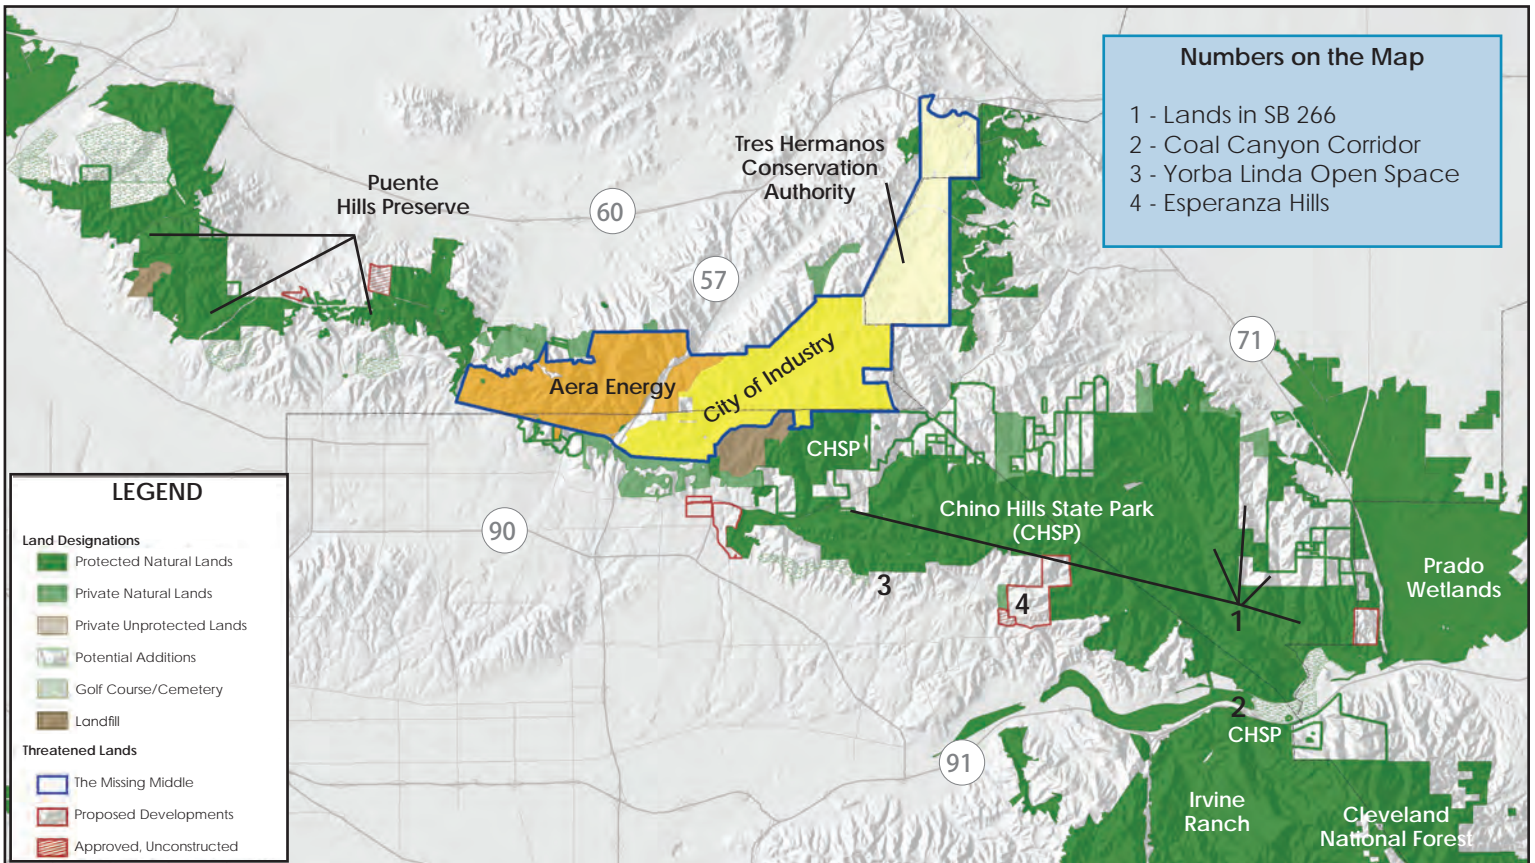 Numbers on the Map
1 - Lands in SB 266
2 - Coal Canyon Corridor
3 - Yorba Linda Open Space
4 - Esperanza Hills
Tres Hermanos
Conservation
Authority
Puente
Hills Preserve
60
57
71
Aera Energy
City of Industry
CHSP
90
Chino Hills State Park
(CHSP)
Prado
Wetlands
3
4
1
2
CHSP
91
Irvine
Ranch
Cleveland
National Forest
LEGEND
Land Designations
Protected Natural Lands
Private Natural Lands
Private Unprotected Lands
Potential Additions
Golf Course/Cemetery
Landfill
Threatened Lands
The Missing Middle
Proposed Developments
Approved, Unconstructed